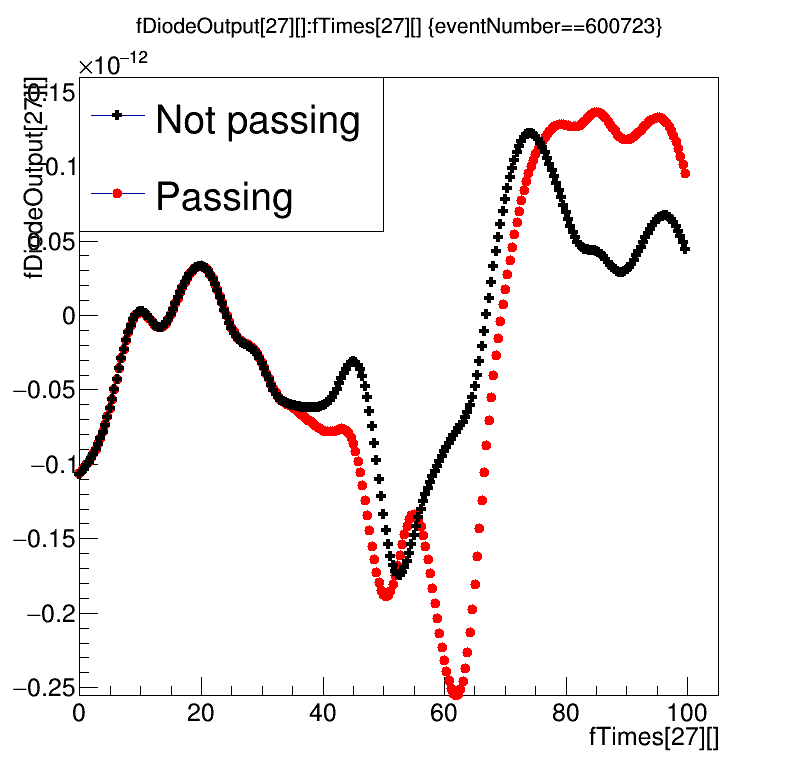 fDiodeOutput[27][]:fTimes[27][] {eventNumber==600723}
×10⁻¹²
fDiodeOutput[27][]
0.15
0.1
0.05
0
−0.05
−0.1
−0.15
−0.2
−0.25
Not passing
Passing
0 20 40 60 80 100
fTimes[27][]